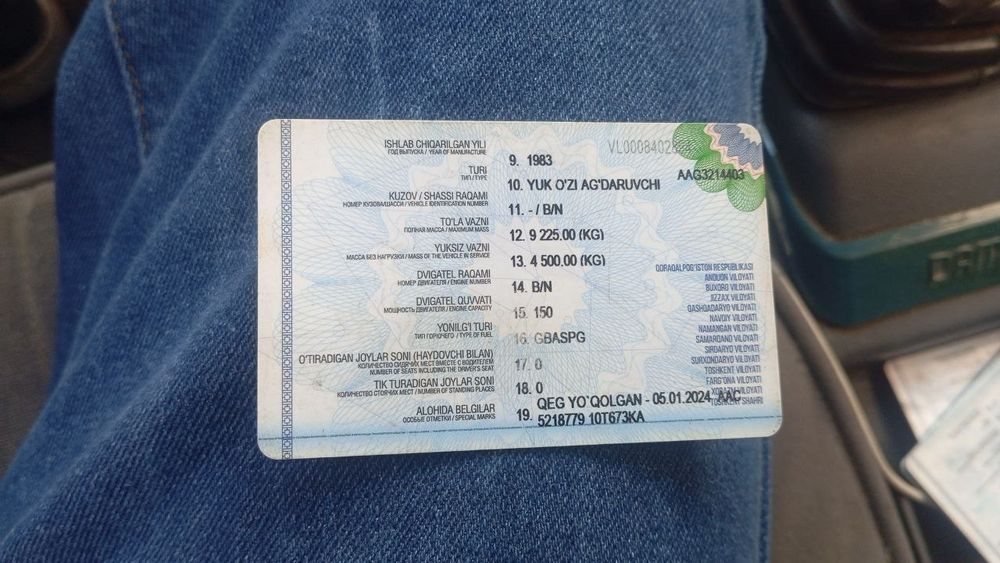 ISHLAB CHIQARILGAN YILI
ГОД ВЫПУСКА / YEAR OF MANUFACTURE
9. 1983
VL0008402
AAG3214403
TURI
ТИП / TYPE
10. YUK O'ZI AG'DARUVCHI
KUZOV / SHASSI RAQAMI
НОМЕР КУЗОВА/ШАССИ / VEHICLE IDENTIFICATION NUMBER
11. - / B/N
TO'LA VAZNI
ПОЛНАЯ МАССА / MAXIMUM MASS
12. 9 225.00 (KG)
YUKSIZ VAZNI
МАССА БЕЗ НАГРУЗКИ / MASS OF THE VEHICLE IN SERVICE
13. 4 500.00 (KG)
DVIGATEL RAQAMI
НОМЕР ДВИГАТЕЛЯ / ENGINE NUMBER
14. B/N
DVIGATEL QUVVATI
МОЩНОСТЬ ДВИГАТЕЛЯ / ENGINE CAPACITY
15. 150
YONILG'I TURI
ТИП ГОРЮЧЕГО / TYPE OF FUEL
16. GBASPG
O'TIRADIGAN JOYLAR SONI (HAYDOVCHI BILAN)
КОЛИЧЕСТВО СИДЯЧИХ МЕСТ ВМЕСТЕ С ВОДИТЕЛЕМ
NUMBER OF SEATS INCLUDING THE DRIVER'S SEAT
17. 0
TIK TURADIGAN JOYLAR SONI
КОЛИЧЕСТВО СТОЯЧИХ МЕСТ / NUMBER OF STANDING PLACES
18. 0
ALOHIDA BELGILAR
ОСОБЫЕ ОТМЕТКИ / SPECIAL MARKS
19. QEG YO`QOLGAN - 05.01.2024 AAC
5218779 10T673KA
QORAQALPOG'ISTON RESPUBLIKASI
ANDIJON VILOYATI
BUXORO VILOYATI
JIZZAX VILOYATI
QASHQADARYO VILOYATI
NAVOIY VILOYATI
NAMANGAN VILOYATI
SAMARQAND VILOYATI
SIRDARYO VILOYATI
SURXONDARYO VILOYATI
TOSHKENT VILOYATI
FARG'ONA VILOYATI
XORAZM VILOYATI
TOSHKENT SHAHRI